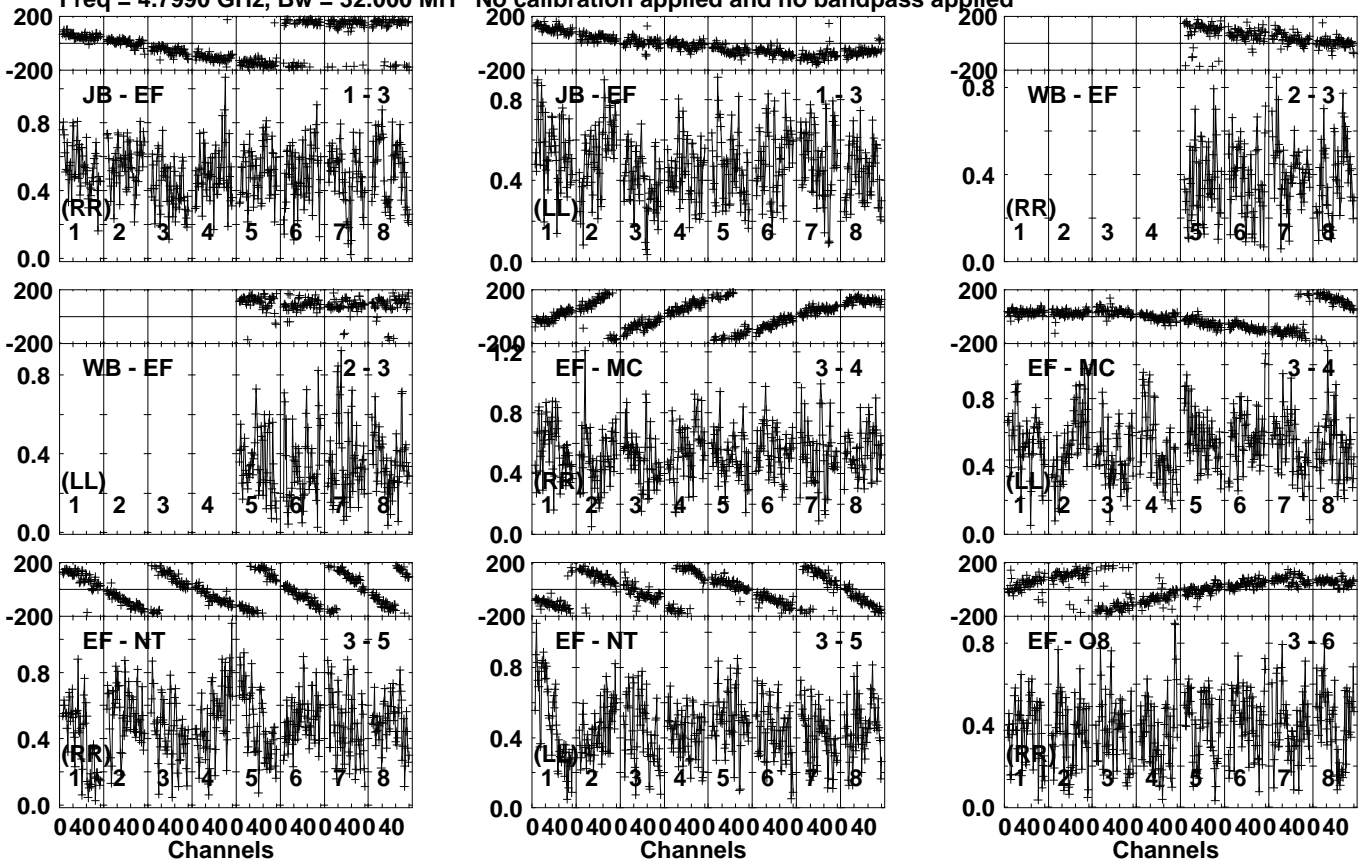 Freq = 4.7990 GHz, Bw = 32.000 MH No calibration applied and no bandpass applied
200 200 200
-200 -200 -200
JB - EF 1 - 3 JB - EF 1 - 3 WB - EF 2 - 3
0.8 0.8 0.8
0.4 0.4 0.4
(RR) (LL) (RR)
1 2 3 4 5 6 7 8 1 2 3 4 5 6 7 8 1 2 3 4 5 6 7 8
0.0 0.0 0.0
200 200 200
-200 -200 -200
1.2
WB - EF 2 - 3 EF - MC 3 - 4 EF - MC 3 - 4
0.8 0.8 0.8
0.4 0.4 0.4
(LL) (RR) (LL)
1 2 3 4 5 6 7 8 1 2 3 4 5 6 7 8 1 2 3 4 5 6 7 8
0.0 0.0 0.0
200 200 200
-200 -200 -200
EF - NT 3 - 5 EF - NT 3 - 5 EF - O8 3 - 6
0.8 0.8 0.8
0.4 0.4 0.4
(RR) (LL) (RR)
1 2 3 4 5 6 7 8 1 2 3 4 5 6 7 8 1 2 3 4 5 6 7 8
0.0 0.0 0.0
0 40 0 40 0 40 0 40 0 40 0 40 0 40 0 40 0 40 0 40 0 40 0 40 0 40 0 40 0 40 0 40 0 40 0 40 0 40 0 40 0 40 0 40 0 40 0 40
Channels Channels Channels